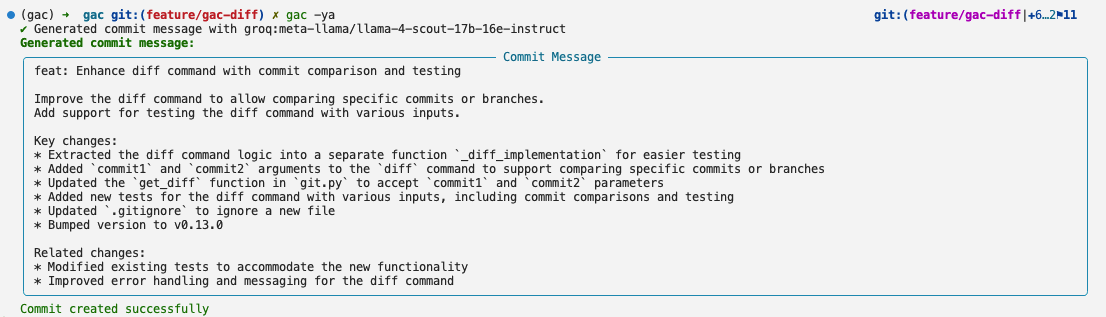 (gac) ➜ gac git:(feature/gac-diff) ✗ gac -ya git:(feature/gac-diff|✚6…2⚑11
✔ Generated commit message with groq:meta-llama/llama-4-scout-17b-16e-instruct
Generated commit message:
Commit Message
feat: Enhance diff command with commit comparison and testing
Improve the diff command to allow comparing specific commits or branches.
Add support for testing the diff command with various inputs.
Key changes:
* Extracted the diff command logic into a separate function `_diff_implementation` for easier testing
* Added `commit1` and `commit2` arguments to the `diff` command to support comparing specific commits or branches
* Updated the `get_diff` function in `git.py` to accept `commit1` and `commit2` parameters
* Added new tests for the diff command with various inputs, including commit comparisons and testing
* Updated `.gitignore` to ignore a new file
* Bumped version to v0.13.0
Related changes:
* Modified existing tests to accommodate the new functionality
* Improved error handling and messaging for the diff command
Commit created successfully